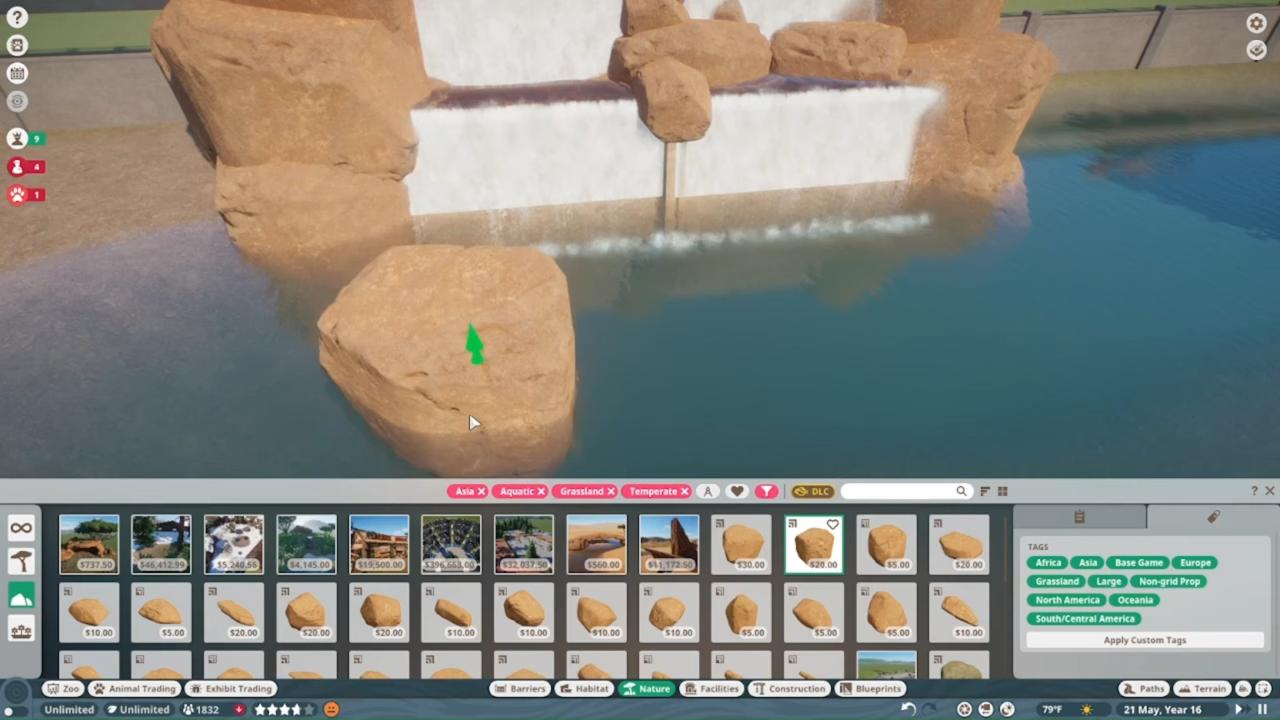 ?
9
4
1
Asia ✕ Aquatic ✕ Grassland ✕ Temperate ✕ DLC ? ✕
$737.50 $46,412.99 $5,240.56 $4,145.00 $19,500.00 $396,663.00 $32,037.50 $560.00 $30.00 $20.00 $5.00 $20.00
$10.00 $5.00 $20.00 $20.00 $20.00 $10.00 $10.00 $10.00 $10.00 $5.00 $5.00 $5.00 $10.00
TAGS
Africa Asia Base Game Europe
Grassland Large Non-grid Prop
North America Oceania
South/Central America
Apply Custom Tags
Zoo Animal Trading Exhibit Trading Barriers Habitat Nature Facilities Construction Blueprints Paths Terrain
Unlimited Unlimited 1832 79°F 21 May, Year 16